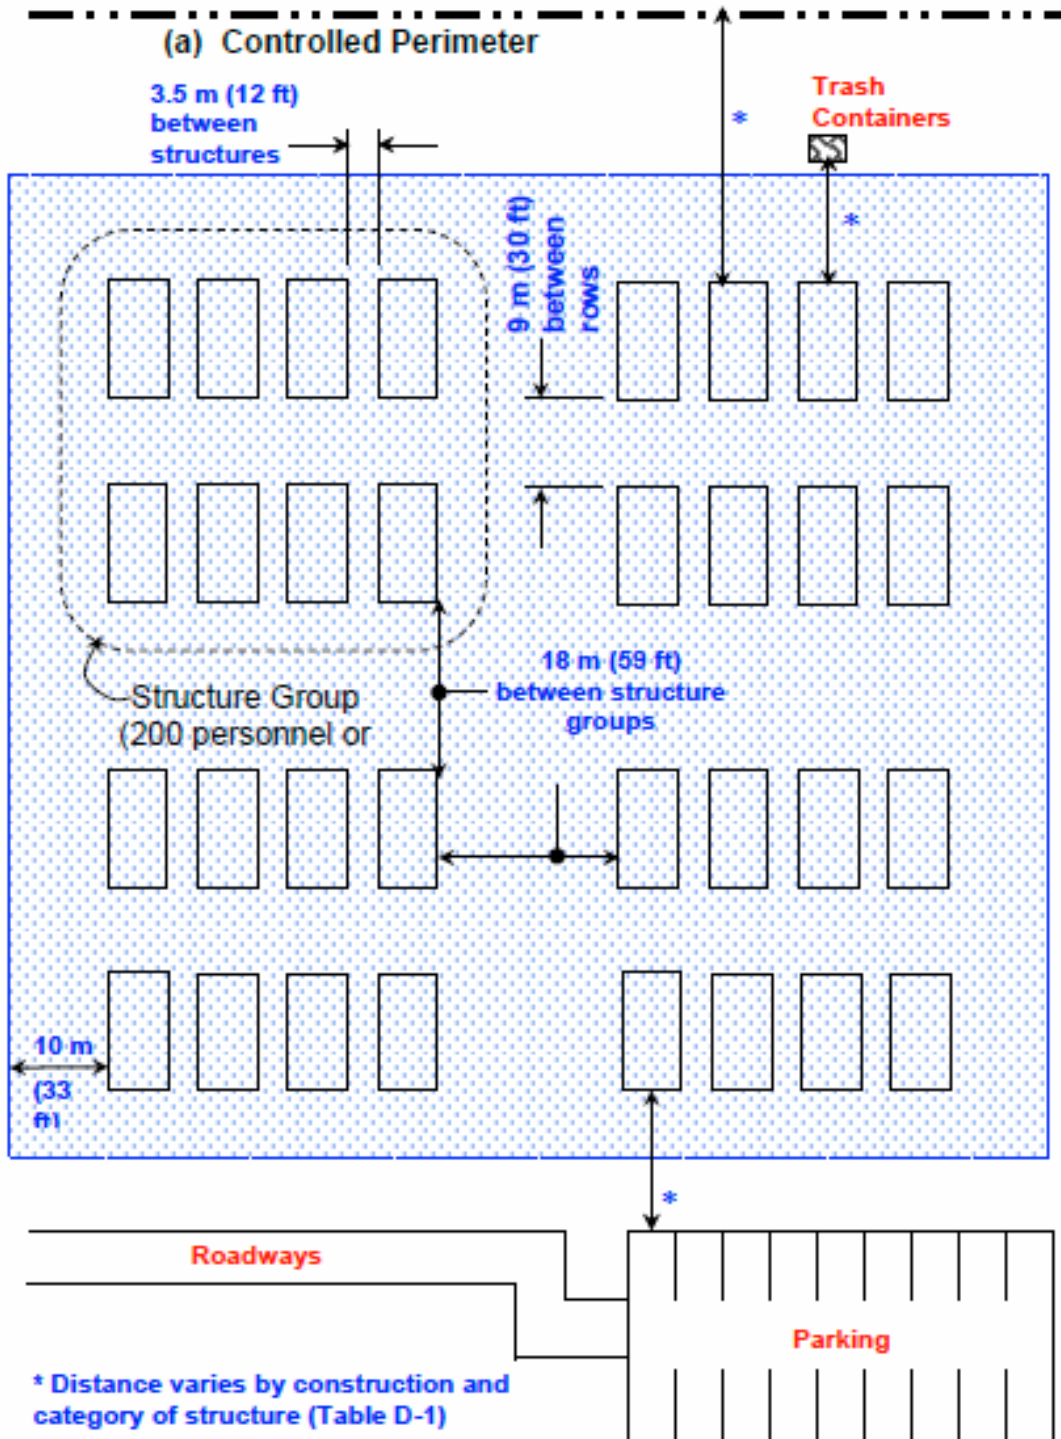 (a) Controlled Perimeter
3.5 m (12 ft)
between
structures
*
Trash
Containers
*
9 m (30 ft)
between
rows
18 m (59 ft)
between structure
groups
Structure Group
(200 personnel or
10 m
(33
ft)
*
Roadways
Parking
* Distance varies by construction and
category of structure (Table D-1)